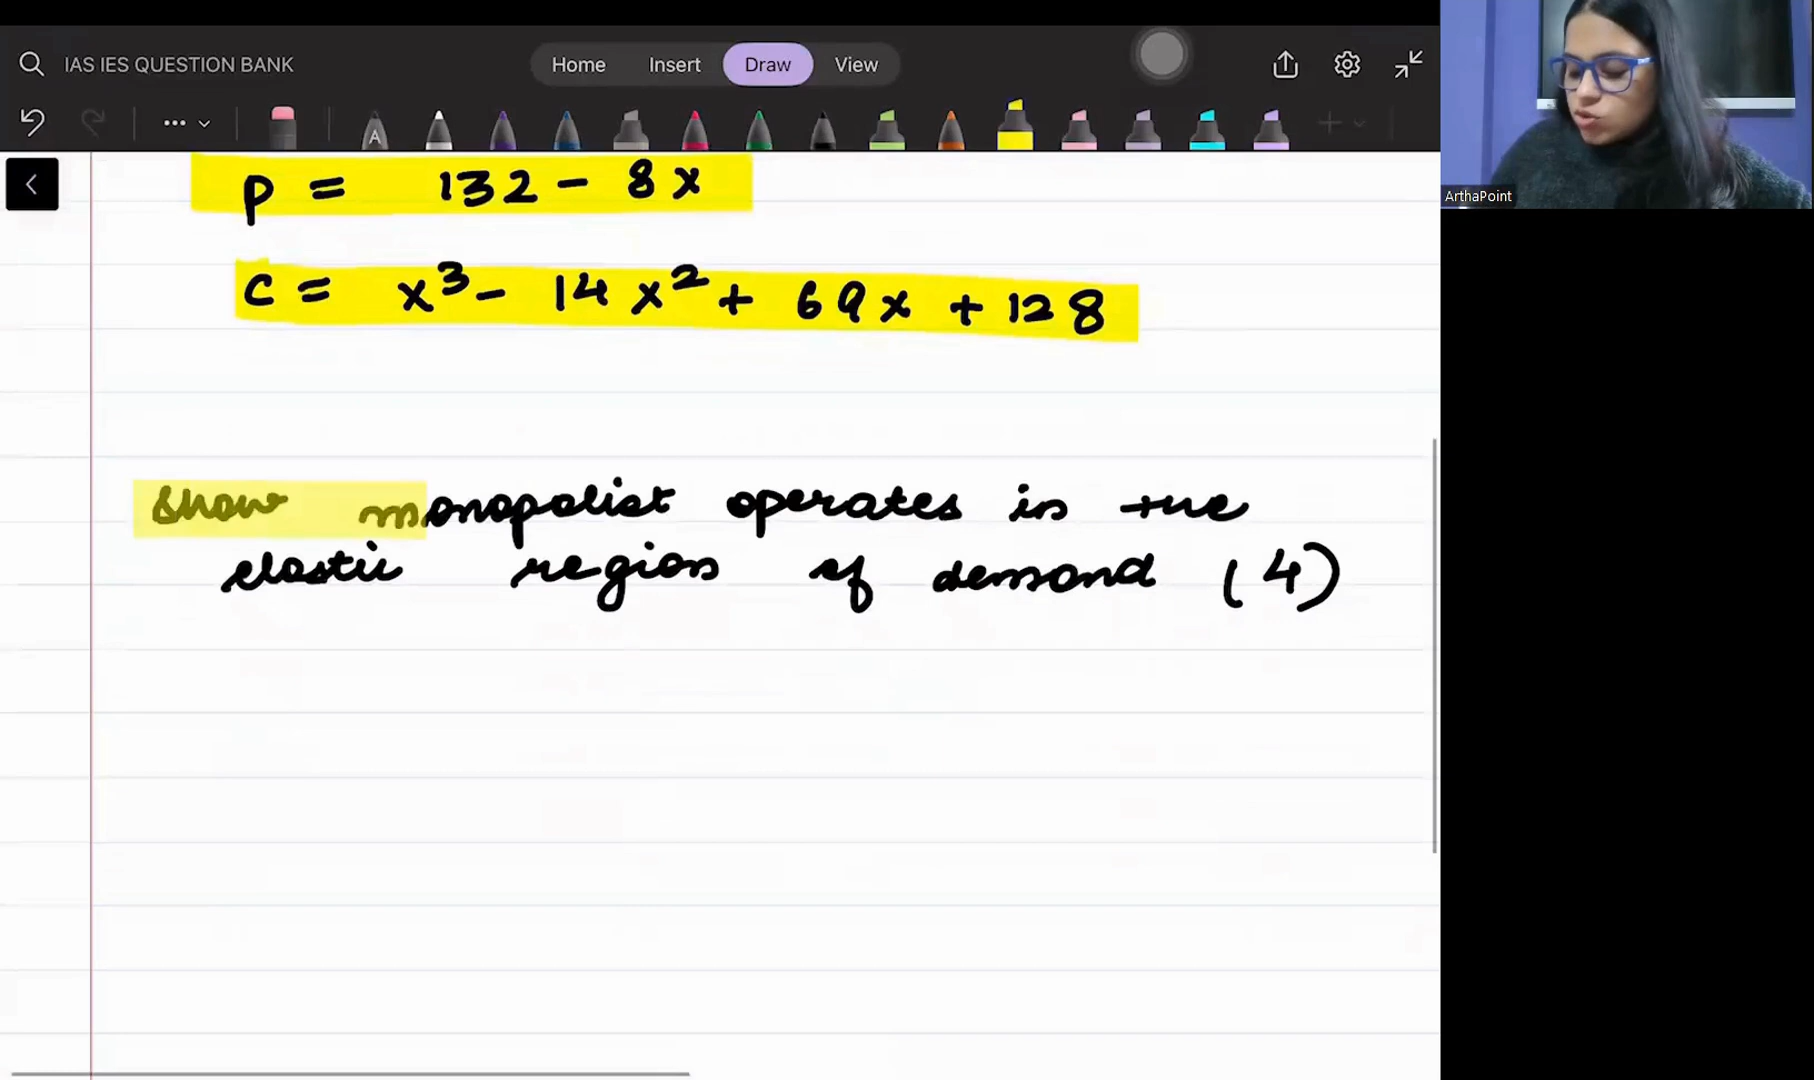 IAS IES QUESTION BANK
Home Insert Draw View
A
p = 132 - 8x
ArthaPoint
c = x³ - 14x² + 69x + 128
Show monopolist operates in the
elastic region of demand (4)